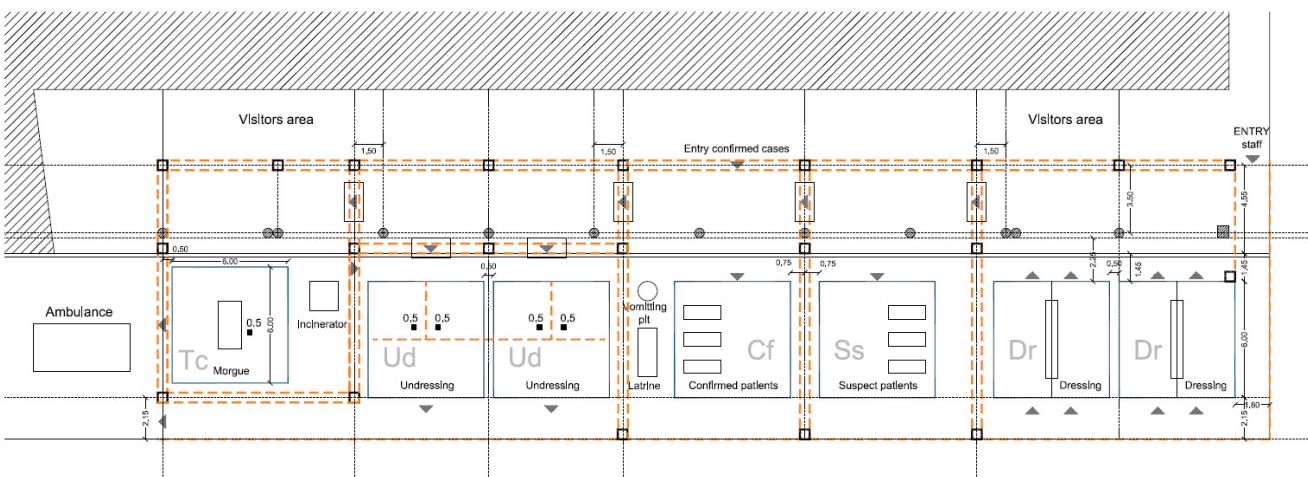 Visitors area
Visitors area
ENTRY
staff
1,50
1,50
Entry confirmed cases
1,50
3,50
4,55
0,50
6,00
0,50
0,75
0,75
2,25
1,45
0,50
1,45
Ambulance
Incinerator
Vomitting
pit
0.5
0.5
0.5
0.5
0.5
6,00
6,00
Tc
Ud
Ud
Cf
Ss
Dr
Dr
Morgue
Undressing
Undressing
Latrine
Confirmed patients
Suspect patients
Dressing
Dressing
1,80
2,15
2,15